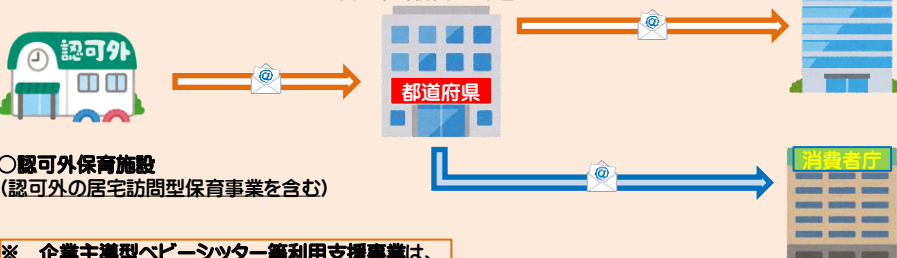 認可外
@
@
都道府県
○認可外保育施設
(認可外の居宅訪問型保育事業を含む)
@
消費者庁
※ 企業主導型ベビーシッター等利用支援事業は、